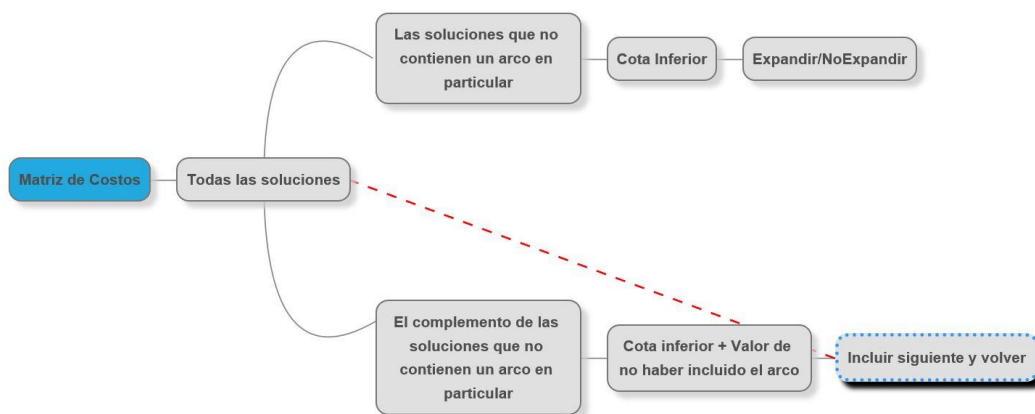 Las soluciones que no
contienen un arco en
particular
Cota Inferior
Expandir/NoExpandir
Matriz de Costos
Todas las soluciones
El complemento de las
soluciones que no
contienen un arco en
particular
Cota inferior + Valor de
no haber incluido el arco
Incluir siguiente y volver